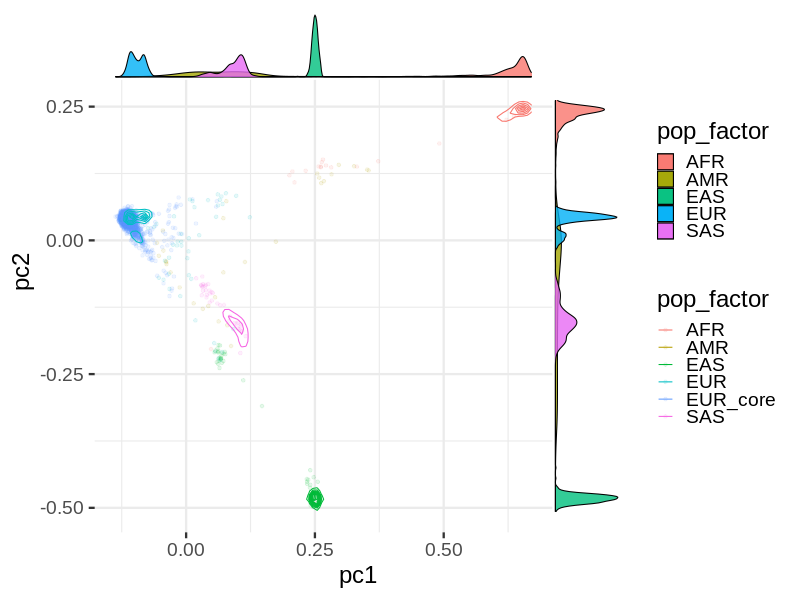 0.25
0.00
-0.25
-0.50
pc2
0.00
0.25
0.50
pc1
pop_factor
AFR
AMR
EAS
EUR
SAS
pop_factor
AFR
AMR
EAS
EUR
EUR_core
SAS